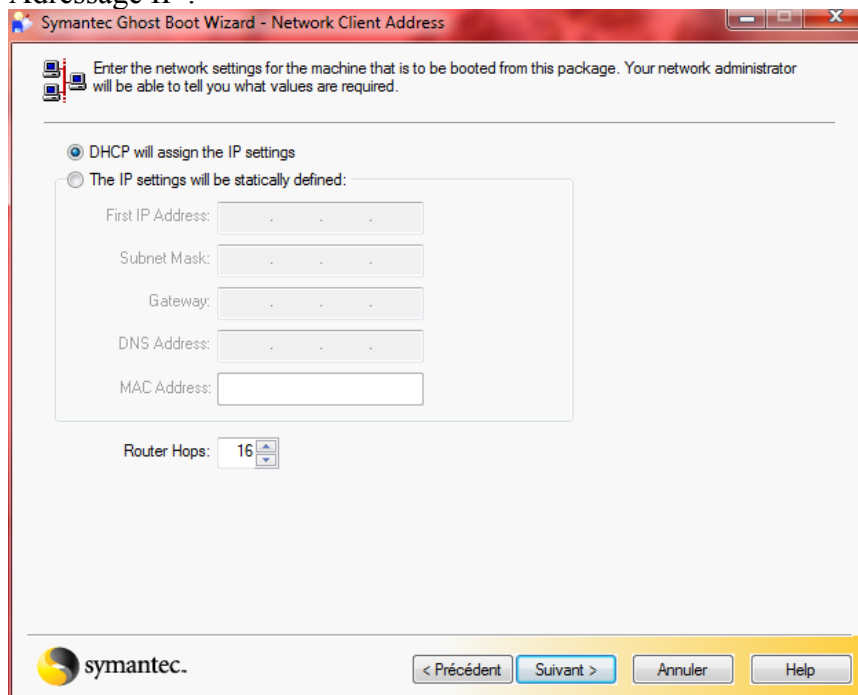 Adressage IP :
Symantec Ghost Boot Wizard - Network Client Address
Enter the network settings for the machine that is to be booted from this package. Your network administrator
will be able to tell you what values are required.
DHCP will assign the IP settings
The IP settings will be statically defined:
First IP Address:
Subnet Mask:
Gateway:
DNS Address:
MAC Address:
Router Hops: 16
symantec.
< Précédent
Suivant >
Annuler
Help